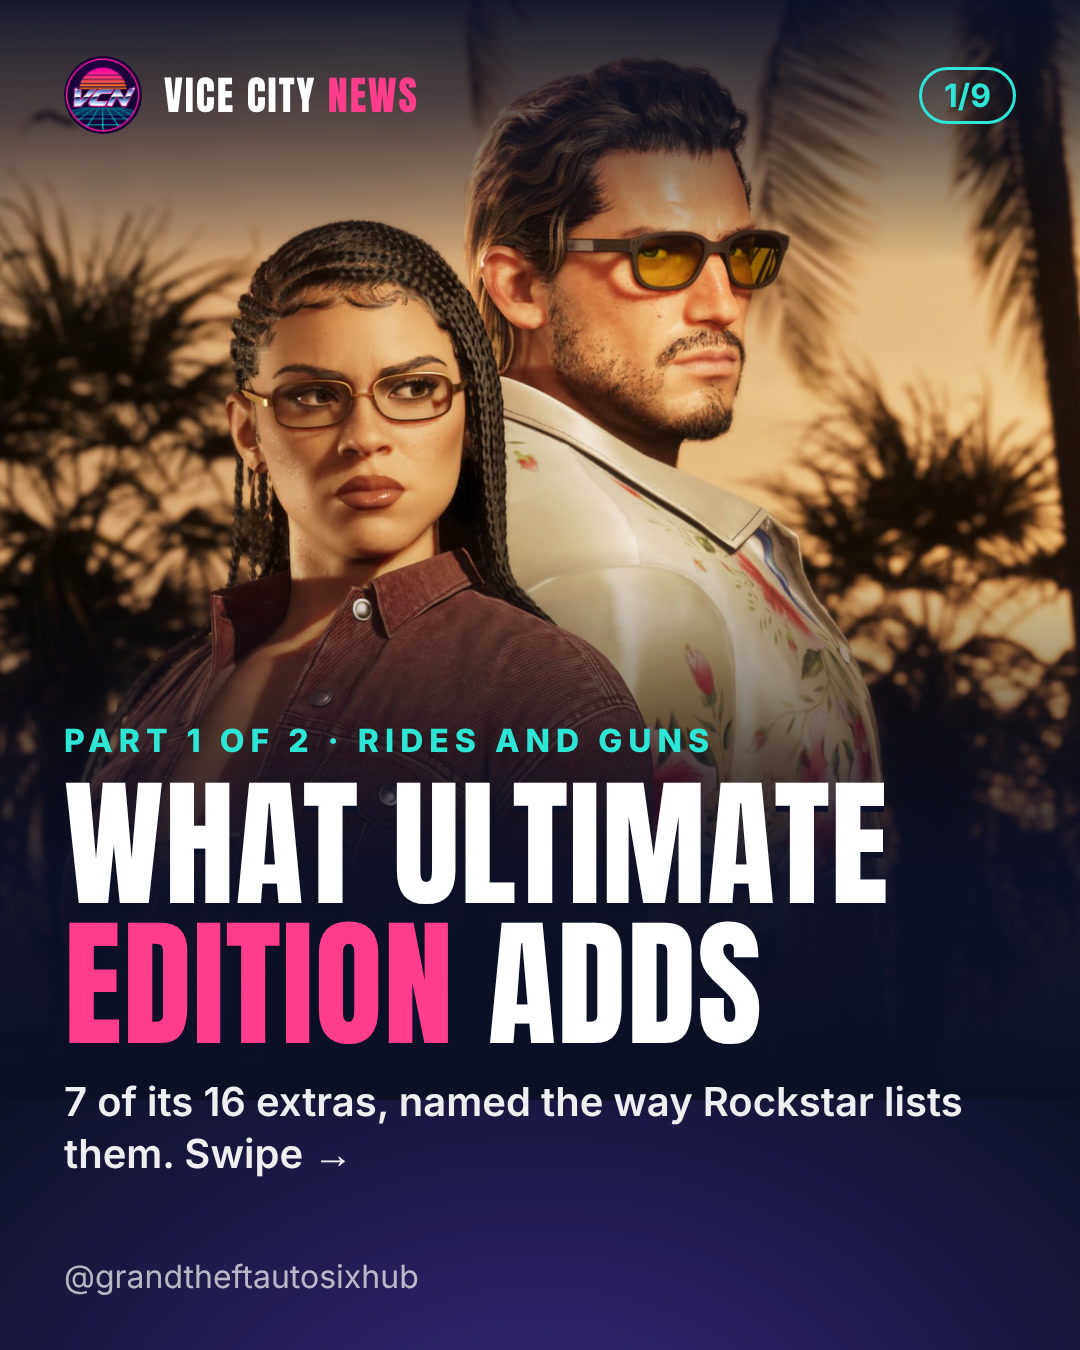 VCN
VICE CITY NEWS
1/9
PART 1 OF 2 · RIDES AND GUNS
WHAT ULTIMATE
EDITION ADDS
7 of its 16 extras, named the way Rockstar lists
them. Swipe →
@grandtheftautosixhub